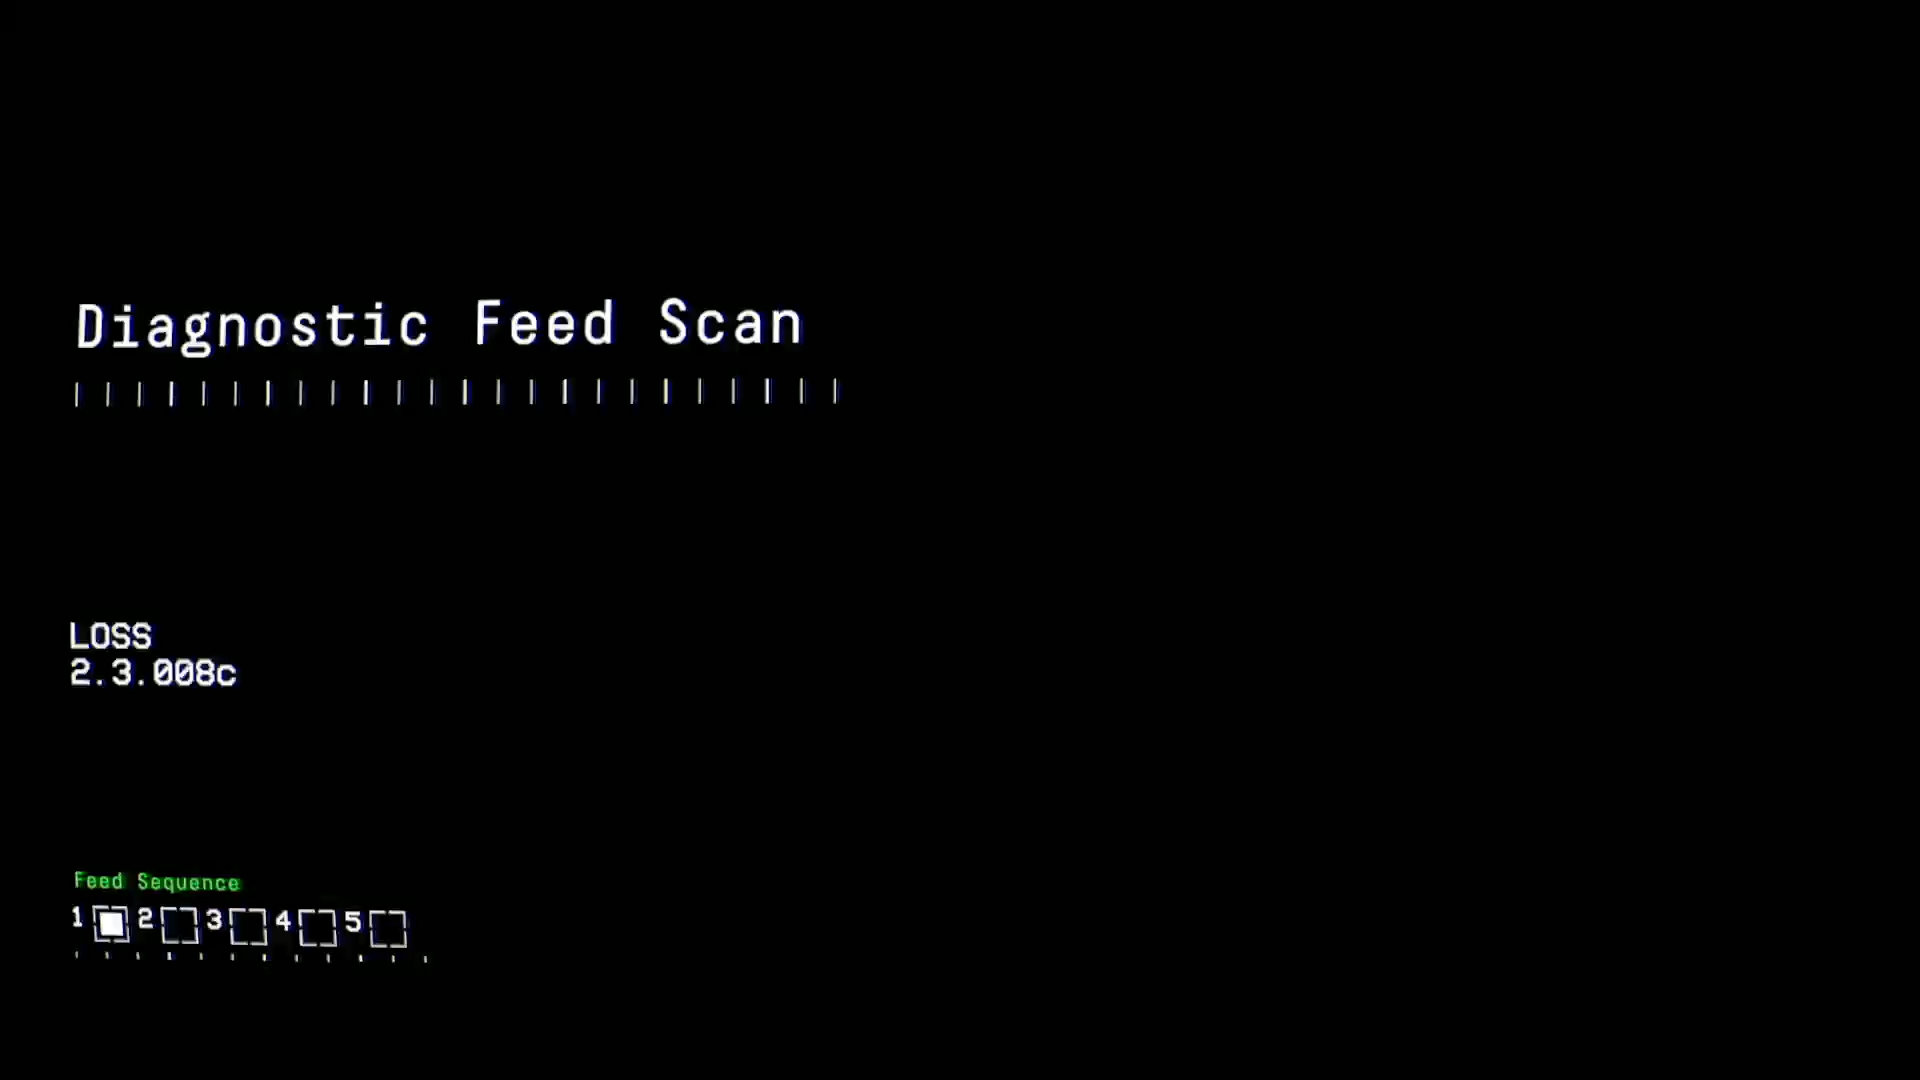 Diagnostic Feed Scan
LOSS
2.3.008c
Feed Sequence
1 2 3 4 5